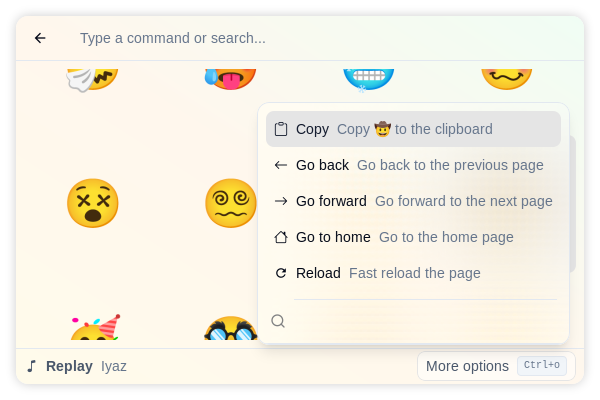 Type a command or search...
Copy Copy 🤠 to the clipboard
Go back Go back to the previous page
Go forward Go forward to the next page
Go to home Go to the home page
Reload Fast reload the page
Replay Iyaz
More options Ctrl+o